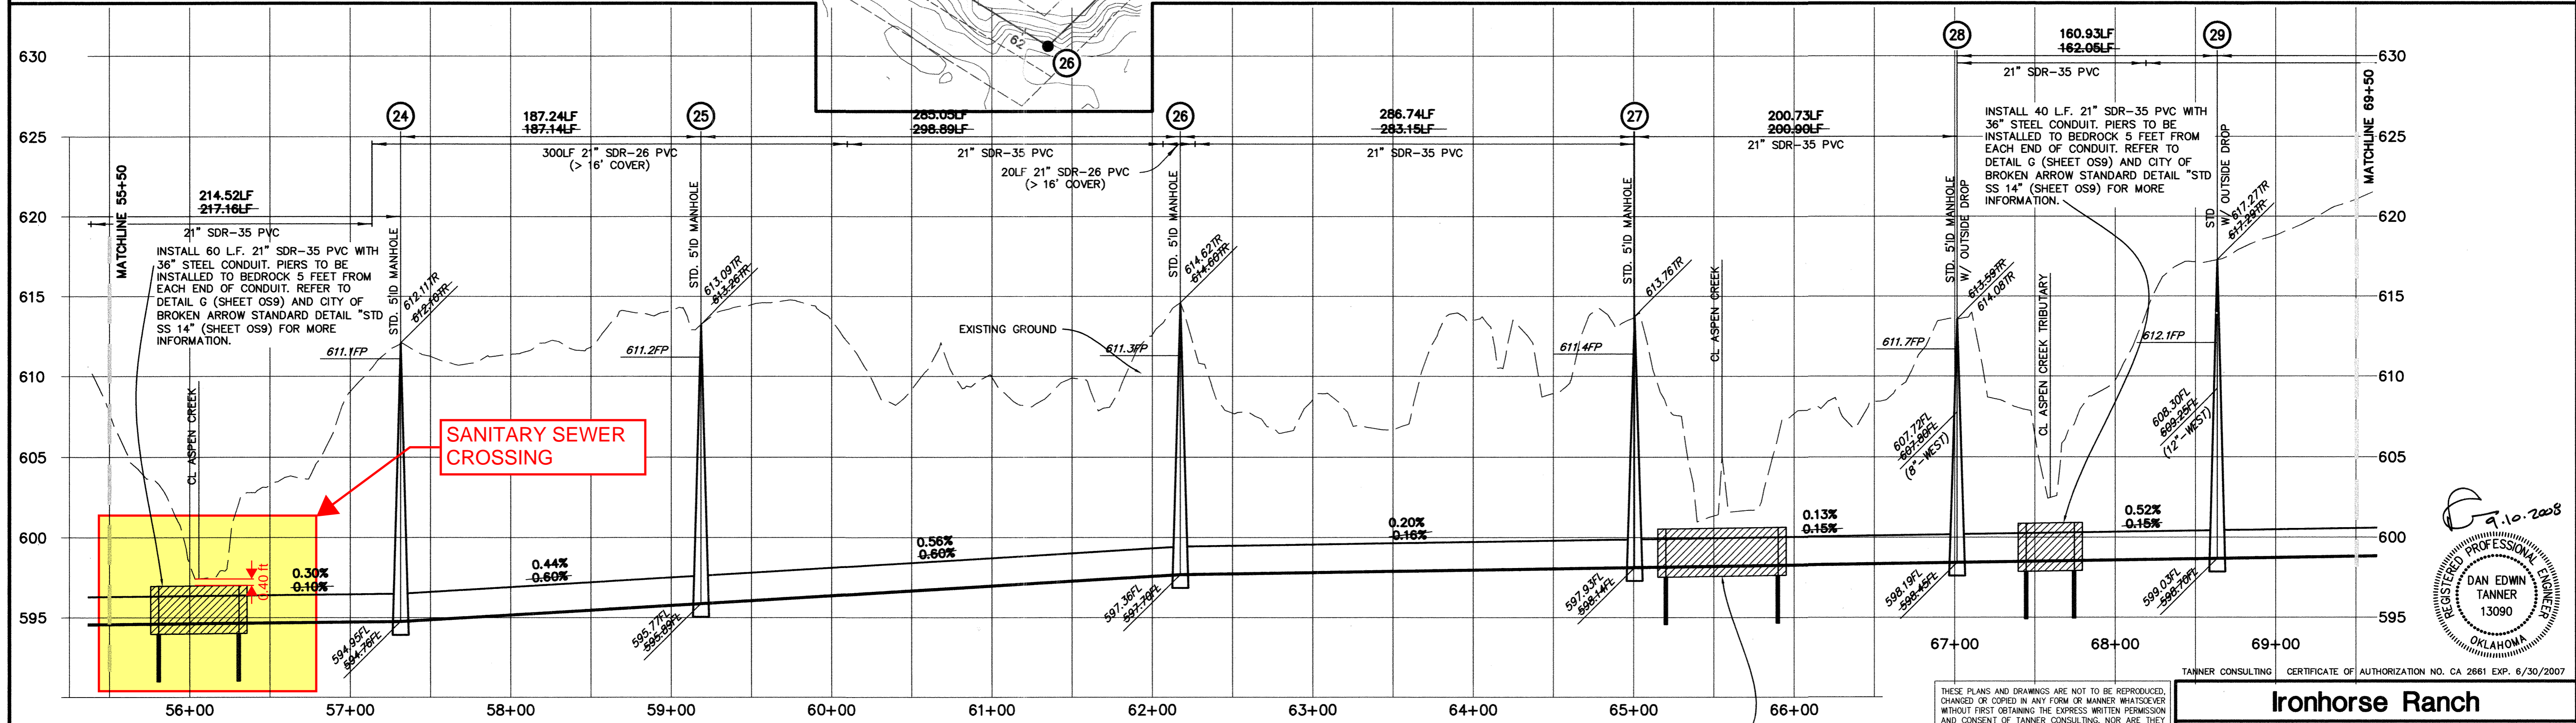 630
625
620
615
610
605
600
595
MATCHLINE 55+50
214.52LF
217.16LF
21" SDR-35 PVC
INSTALL 60 L.F. 21" SDR-35 PVC WITH
36" STEEL CONDUIT. PIERS TO BE
INSTALLED TO BEDROCK 5 FEET FROM
EACH END OF CONDUIT. REFER TO
DETAIL G (SHEET OS9) AND CITY OF
BROKEN ARROW STANDARD DETAIL "STD
SS 14" (SHEET OS9) FOR MORE
INFORMATION.
CL ASPEN CREEK
0.40 ft
0.30%
0.10%
SANITARY SEWER
CROSSING
24
STD. 5'ID MANHOLE
612.11TR
612.10TR
611.1FP
594.95FL
594.76FL
187.24LF
187.14LF
300LF 21" SDR-26 PVC
(> 16' COVER)
0.44%
0.60%
25
STD. 5'ID MANHOLE
613.09TR
613.26TR
611.2FP
595.77FL
595.89FL
62
26
285.05LF
298.89LF
21" SDR-35 PVC
20LF 21" SDR-26 PVC
(> 16' COVER)
EXISTING GROUND
0.56%
0.60%
26
STD. 5'ID MANHOLE
614.62TR
614.60TR
611.3FP
597.36FL
597.70FL
286.74LF
283.15LF
21" SDR-35 PVC
0.20%
0.16%
27
STD. 5'ID MANHOLE
613.76TR
611.4FP
597.93FL
598.14FL
200.73LF
200.90LF
21" SDR-35 PVC
CL ASPEN CREEK
0.13%
0.15%
28
STD. 5'ID MANHOLE
W/ OUTSIDE DROP
613.59TR
614.08TR
611.7FP
607.72FL
607.80FL
(8"-WEST)
598.19FL
598.45FL
160.93LF
162.05LF
21" SDR-35 PVC
INSTALL 40 L.F. 21" SDR-35 PVC WITH
36" STEEL CONDUIT. PIERS TO BE
INSTALLED TO BEDROCK 5 FEET FROM
EACH END OF CONDUIT. REFER TO
DETAIL G (SHEET OS9) AND CITY OF
BROKEN ARROW STANDARD DETAIL "STD
SS 14" (SHEET OS9) FOR MORE
INFORMATION.
CL ASPEN CREEK TRIBUTARY
0.52%
0.15%
29
STD
W/ OUTSIDE DROP
617.27TR
617.29TR
612.1FP
608.30FL
609.25FL
(12"-WEST)
599.03FL
598.70FL
MATCHLINE 69+50
630
625
620
615
610
605
600
595
56+00
57+00
58+00
59+00
60+00
61+00
62+00
63+00
64+00
65+00
66+00
67+00
68+00
69+00
9.10.2008
REGISTERED PROFESSIONAL ENGINEER
DAN EDWIN
TANNER
13090
OKLAHOMA
TANNER CONSULTING CERTIFICATE OF AUTHORIZATION NO. CA 2661 EXP. 6/30/2007
THESE PLANS AND DRAWINGS ARE NOT TO BE REPRODUCED,
CHANGED OR COPIED IN ANY FORM OR MANNER WHATSOEVER
WITHOUT FIRST OBTAINING THE EXPRESS WRITTEN PERMISSION
AND CONSENT OF TANNER CONSULTING, NOR ARE THEY
Ironhorse Ranch